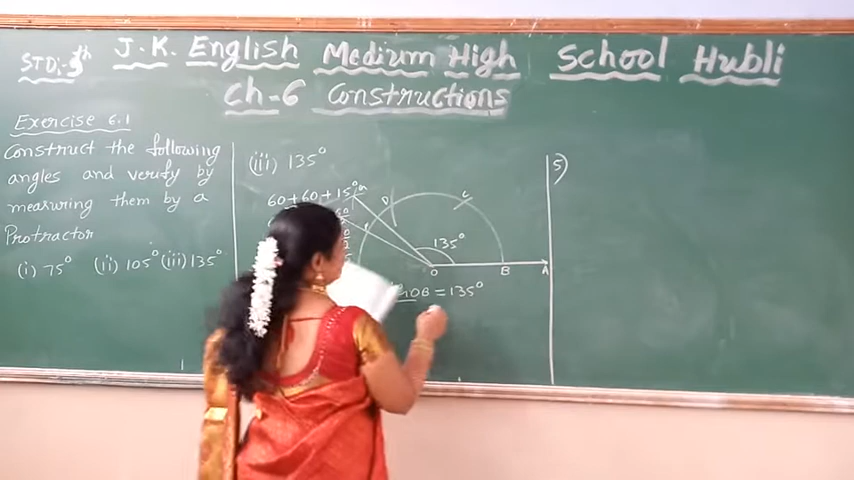 STD:- 9th J.K. English Medium High School Hubli
Ch-6 Constructions
Exercise 6.1
Construct the following
angles and verify by
measuring them by a
Protractor
(i) 75° (ii) 105° (iii) 135°
(iii) 135°
60 + 60 + 15°
D C
135°
O B A
OB = 135°
5)